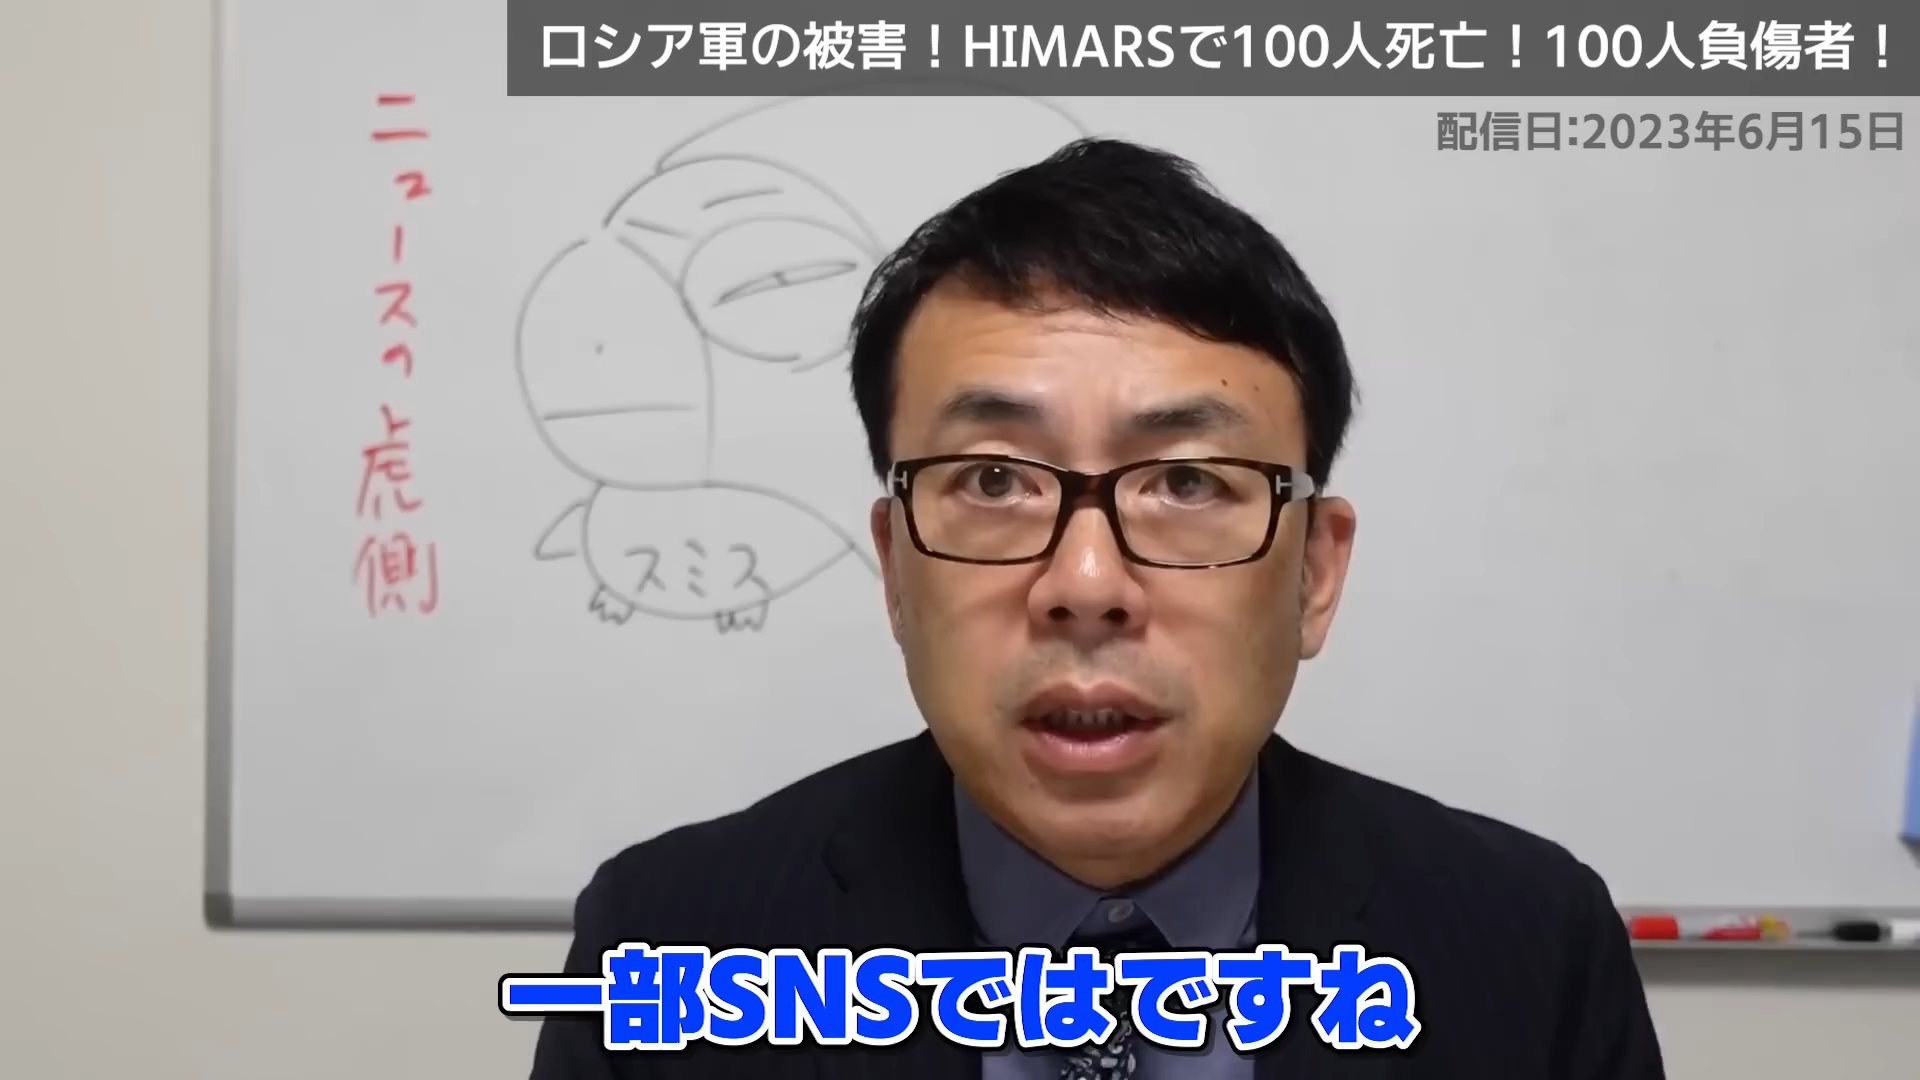 ロシア軍の被害！HIMARSで100人死亡！100人負傷者！
配信日:2023年6月15日
ニュースの虎側
スミス
一部SNSではですね